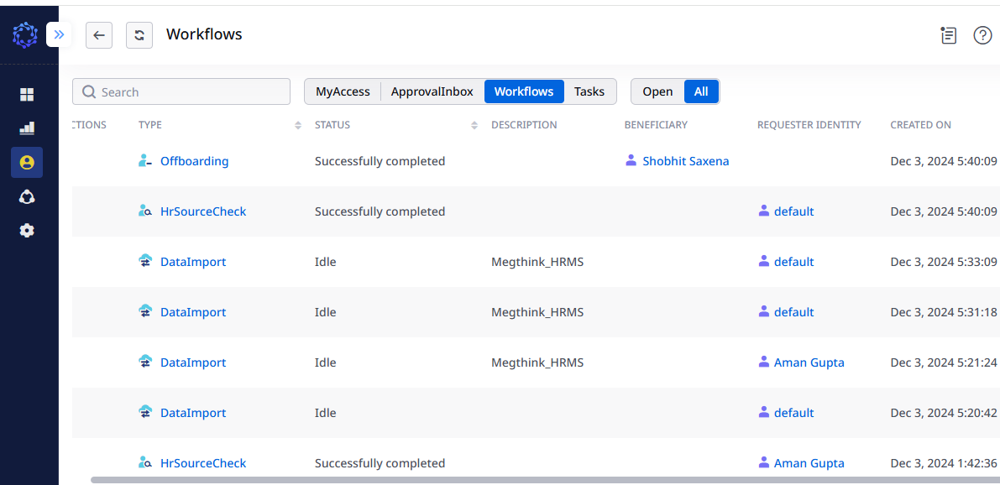 Workflows
Search
MyAccess ApprovalInbox Workflows Tasks Open All
CTIONS TYPE STATUS DESCRIPTION BENEFICIARY REQUESTER IDENTITY CREATED ON
Offboarding Successfully completed Shobhit Saxena Dec 3, 2024 5:40:09
HrSourceCheck Successfully completed default Dec 3, 2024 5:40:09
DataImport Idle Megthink_HRMS default Dec 3, 2024 5:33:09
DataImport Idle Megthink_HRMS default Dec 3, 2024 5:31:18
DataImport Idle Megthink_HRMS Aman Gupta Dec 3, 2024 5:21:24
DataImport Idle default Dec 3, 2024 5:20:42
HrSourceCheck Successfully completed Aman Gupta Dec 3, 2024 1:42:36